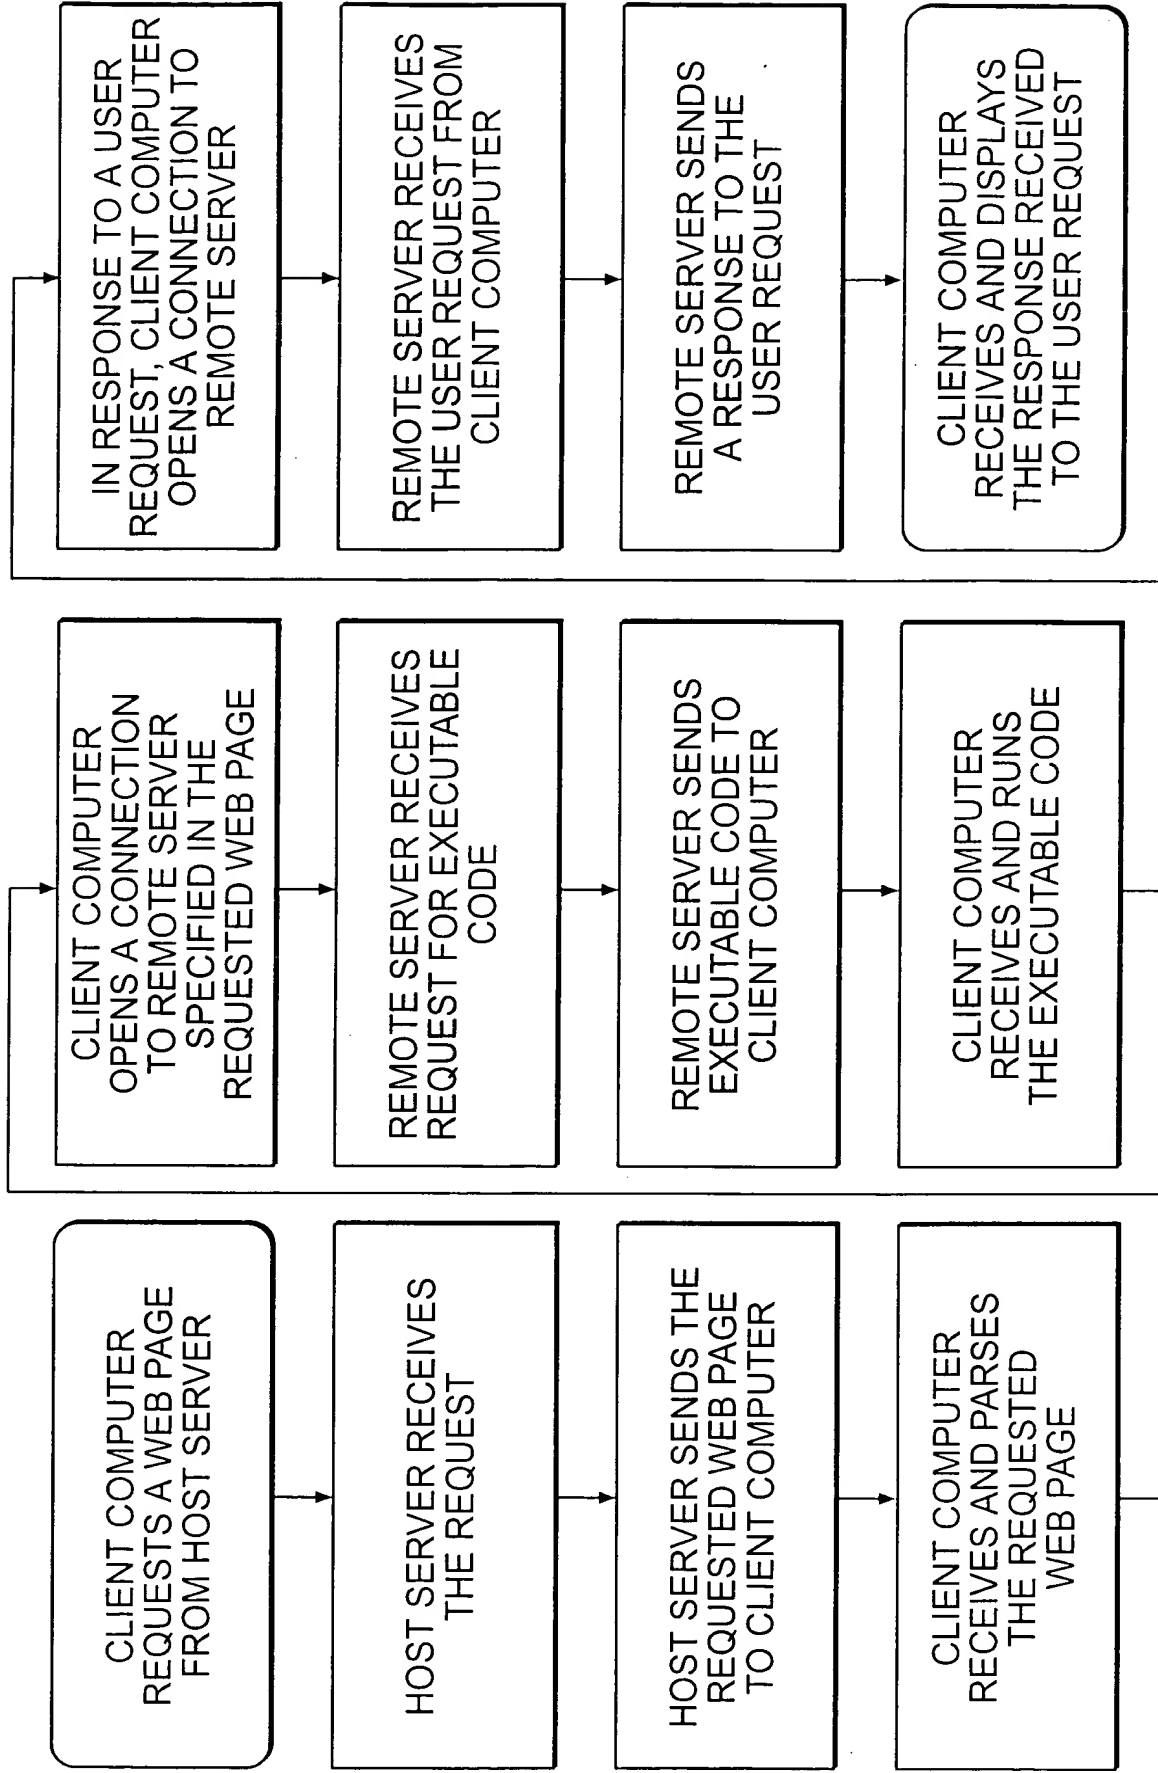 CLIENT COMPUTER
REQUESTS A WEB PAGE
FROM HOST SERVER
HOST SERVER RECEIVES
THE REQUEST
HOST SERVER SENDS THE
REQUESTED WEB PAGE
TO CLIENT COMPUTER
CLIENT COMPUTER
RECEIVES AND PARSES
THE REQUESTED
WEB PAGE
CLIENT COMPUTER
OPENS A CONNECTION
TO REMOTE SERVER
SPECIFIED IN THE
REQUESTED WEB PAGE
REMOTE SERVER RECEIVES
REQUEST FOR EXECUTABLE
CODE
REMOTE SERVER SENDS
EXECUTABLE CODE TO
CLIENT COMPUTER
CLIENT COMPUTER
RECEIVES AND RUNS
THE EXECUTABLE CODE
IN RESPONSE TO A USER
REQUEST, CLIENT COMPUTER
OPENS A CONNECTION TO
REMOTE SERVER
REMOTE SERVER RECEIVES
THE USER REQUEST FROM
CLIENT COMPUTER
REMOTE SERVER SENDS
A RESPONSE TO THE
USER REQUEST
CLIENT COMPUTER
RECEIVES AND DISPLAYS
THE RESPONSE RECEIVED
TO THE USER REQUEST